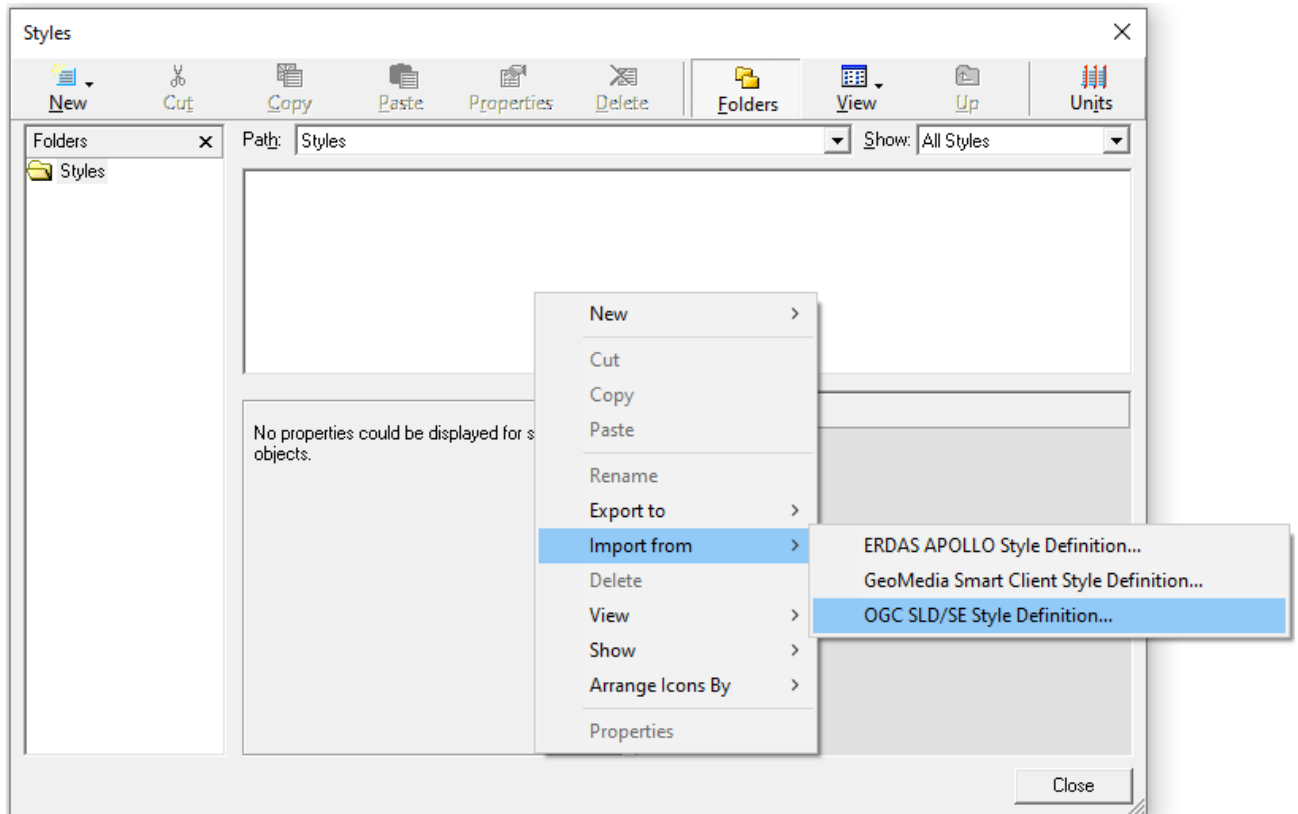 Styles
New Cut Copy Paste Properties Delete Folders View Up Units
Folders Path: Styles Show: All Styles
Styles
New
Cut
Copy
No properties could be displayed for s Paste
objects.
Rename
Export to
Import from ERDAS APOLLO Style Definition...
Delete GeoMedia Smart Client Style Definition...
View OGC SLD/SE Style Definition...
Show
Arrange Icons By
Properties
Close